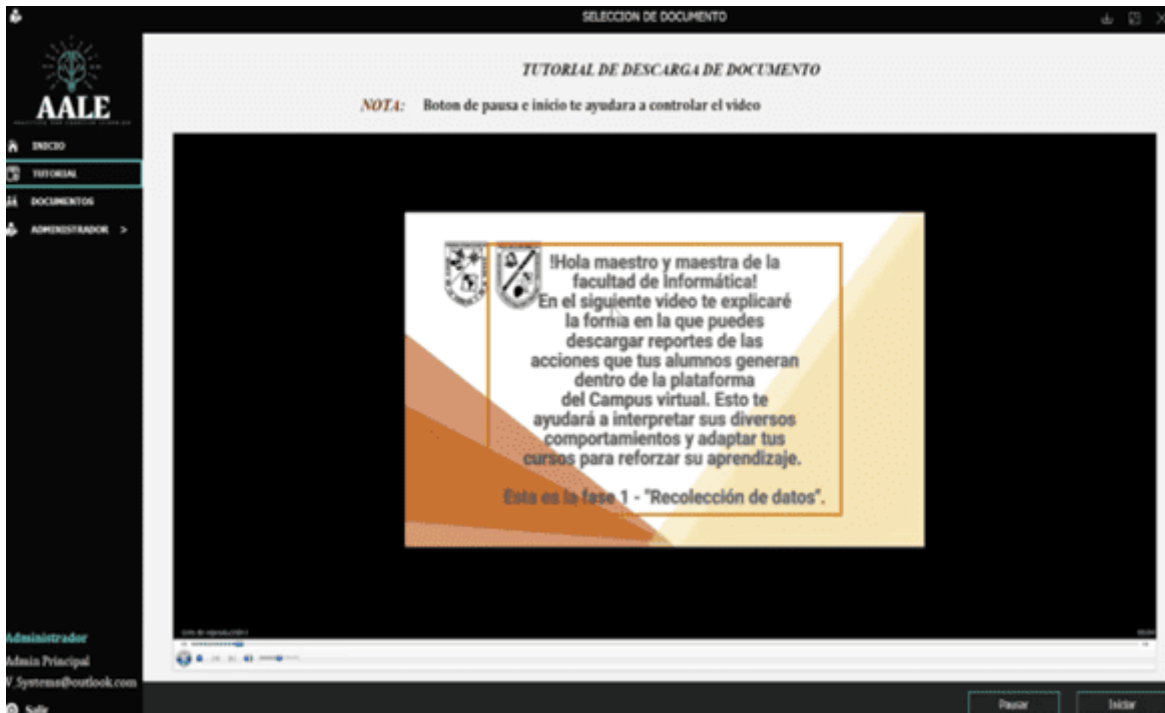 SELECCION DE DOCUMENTO
AALE
INICIO
TUTORIAL
DOCUMENTOS
ADMINISTRADOR >
TUTORIAL DE DESCARGA DE DOCUMENTO
NOTA: Boton de pausa e inicio te ayudara a controlar el video
!Hola maestro y maestra de la
facultad de Informática!
En el siguiente video te explicaré
la forma en la que puedes
descargar reportes de las
acciones que tus alumnos generan
dentro de la plataforma
del Campus virtual. Esto te
ayudará a interpretar sus diversos
comportamientos y adaptar tus
cursos para reforzar su aprendizaje.
Esta es la fase 1 - "Recolección de datos".
Administrador
Admin Principal
V_Systems@outlook.com
Salir
Pausar
Iniciar